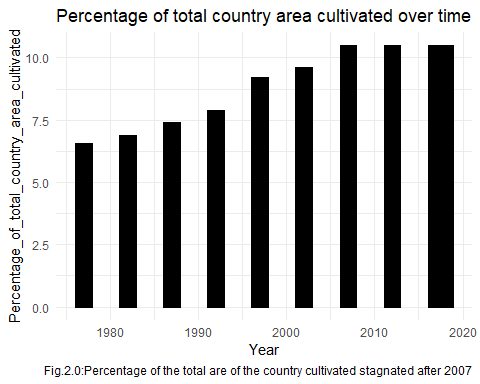 Percentage of total country area cultivated over time
Percentage_of_total_country_area_cultivated
10.0
7.5
5.0
2.5
0.0
1980 1990 2000 2010 2020
Year
Fig.2.0:Percentage of the total are of the country cultivated stagnated after 2007